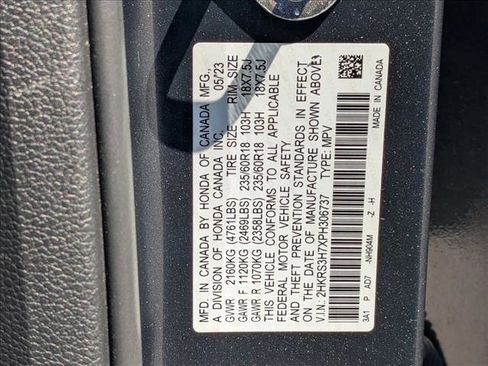 MFD. IN CANADA BY HONDA OF CANADA MFG.,
A DIVISION OF HONDA CANADA INC. 05/23
TIRE SIZE RIM SIZE
GVWR 2160KG (4761LBS)
GAWR F 1120KG (2469LBS) 235/60R18 103H 18X7.5J
GAWR R 1070KG (2358LBS) 235/60R18 103H 18X7.5J
THIS VEHICLE CONFORMS TO ALL APPLICABLE
FEDERAL MOTOR VEHICLE SAFETY
AND THEFT PREVENTION STANDARDS IN EFFECT
ON THE DATE OF MANUFACTURE SHOWN ABOVE.
V.I.N: 2HKRS3H7XPH306737 TYPE: MPV
3A1 P AD7 -NH904M -Z -H MADE IN CANADA